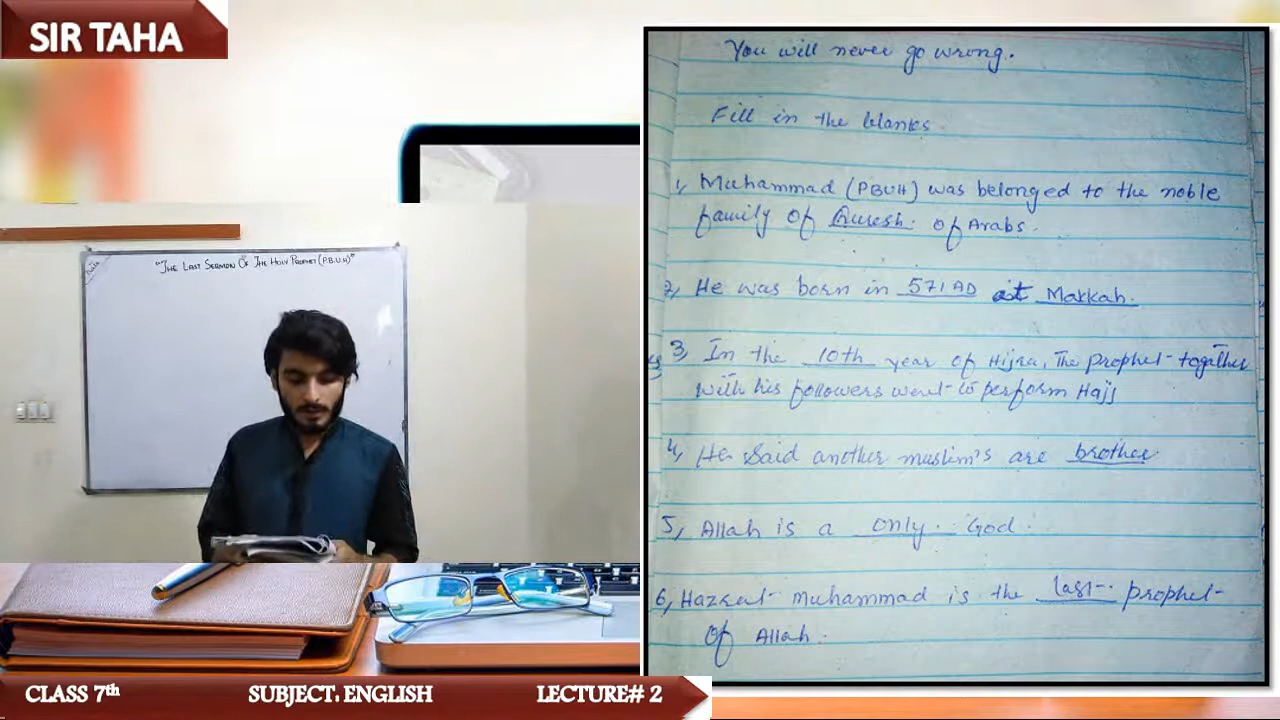 SIR TAHA
"THE LAST SERMON OF THE HOLY PROPHET (P.B.U.H)"
You will never go wrong.
Fill in the blanks.
1, Muhammad (PBUH) was belonged to the noble
family of Quresh. of Arabs.
2, He was born in 571 AD at Makkah.
3, In the 10th year of Hijra, The prophet togather
with his followers went to perform Hajj
4, He said another muslim's are brother.
5, Allah is a only. God.
6, Hazrat muhammad is the last prophet
of Allah.
CLASS 7th SUBJECT: ENGLISH LECTURE# 2